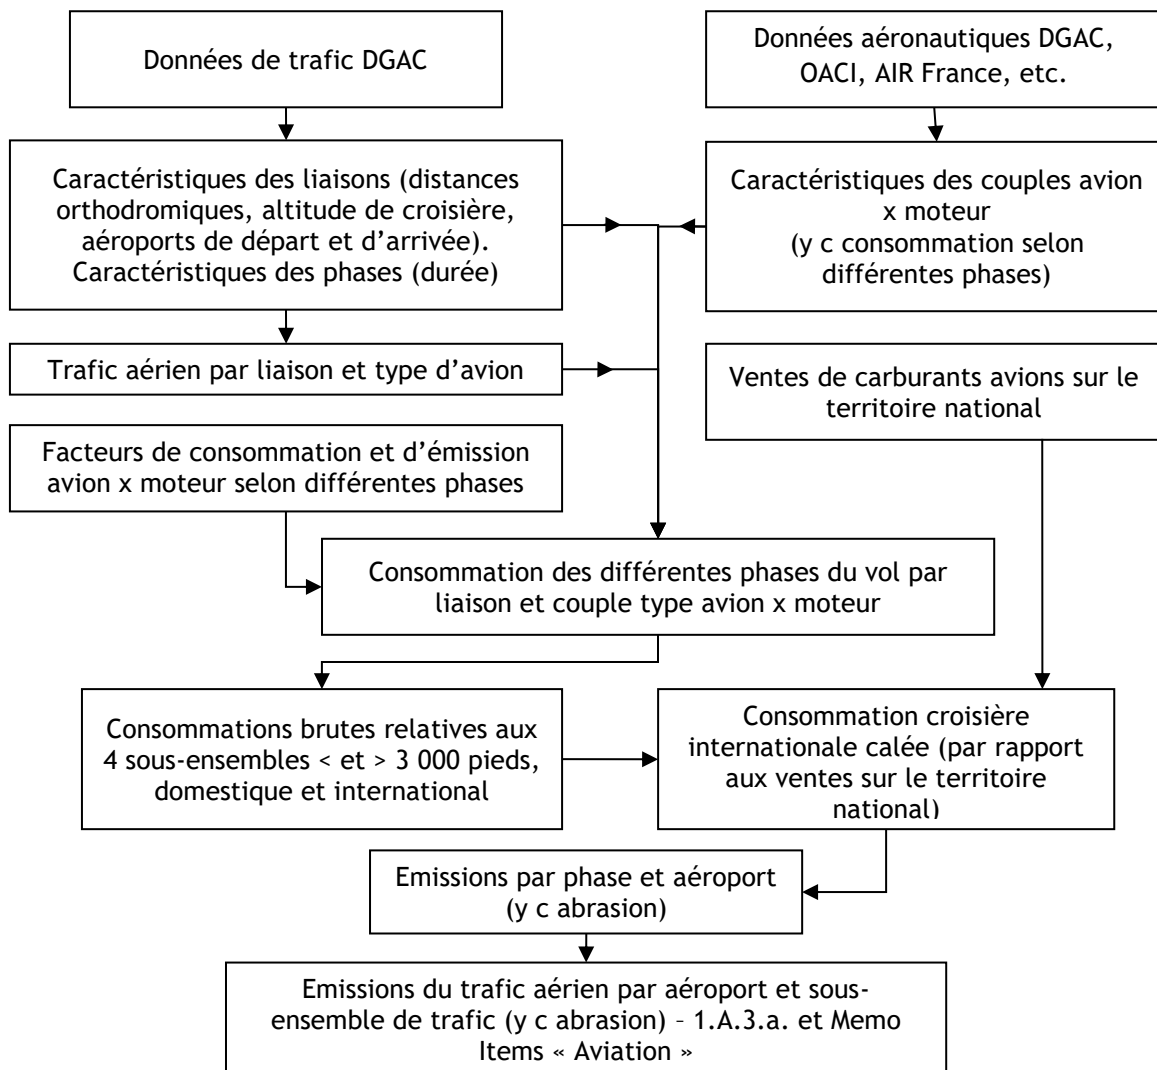 Données de trafic DGAC
Données aéronautiques DGAC,
OACI, AIR France, etc.
Caractéristiques des liaisons (distances
orthodromiques, altitude de croisière,
aéroports de départ et d’arrivée).
Caractéristiques des phases (durée)
Caractéristiques des couples avion
x moteur
(y c consommation selon
différentes phases)
Trafic aérien par liaison et type d’avion
Ventes de carburants avions sur le
territoire national
Facteurs de consommation et d’émission
avion x moteur selon différentes phases
Consommation des différentes phases du vol par
liaison et couple type avion x moteur
Consommations brutes relatives aux
4 sous-ensembles < et > 3 000 pieds,
domestique et international
Consommation croisière
internationale calée (par rapport
aux ventes sur le territoire
national)
Emissions par phase et aéroport
(y c abrasion)
Emissions du trafic aérien par aéroport et sous-
ensemble de trafic (y c abrasion) – 1.A.3.a. et Memo
Items « Aviation »